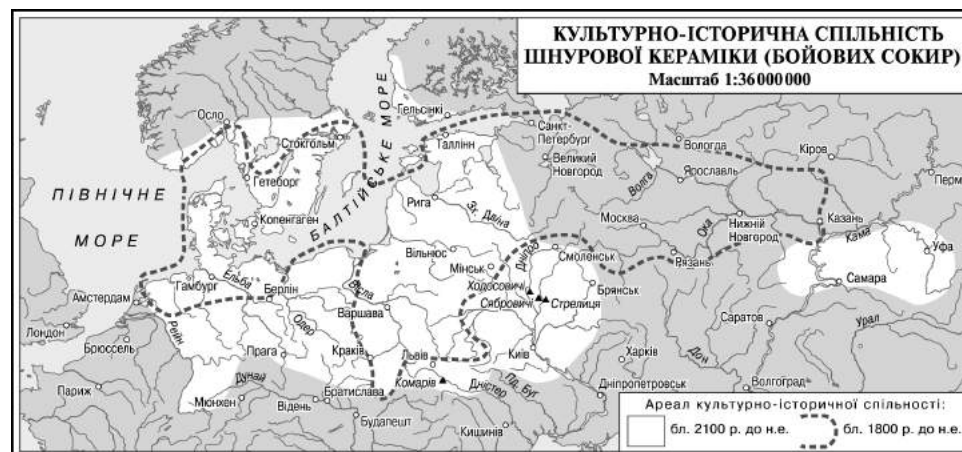 КУЛЬТУРНО-ІСТОРИЧНА СПІЛЬНІСТЬ
ШНУРОВОЇ КЕРАМІКИ (БОЙОВИХ СОКИР)
Масштаб 1:36000000
Осло
Гельсінкі
Санкт-
Петербург
Стокгольм
Таллінн
Великий
Новгород
Вологда
Кіров
Перм
ПІВНІЧНЕ
МОРЕ
БАЛТІЙСЬКЕ МОРЕ
Гетеборг
Волга
Ярославль
Копенгаген
Рига
Зх. Двіна
Москва
Ока
Нижній
Новгород
Казань
Кама
Уфа
Вільнюс
Дніпро
Смоленськ
Рязань
Мінськ
Гамбург
Ельба
Берлін
Ходосовичі
Сябровичі
Стрелиця
Брянськ
Самара
Амстердам
Вісла
Варшава
Лондон
Рейн
Одер
Саратов
Урал
Брюссель
Прага
Краків
Львів
Київ
Харків
Дон
Париж
Дунай
Комарів
Дністер
Пд. Буг
Дніпропетровськ
Волгоград
Мюнхен
Відень
Братислава
Будапешт
Кишинів
Ареал культурно-історичної спільності:
бл. 2100 р. до н.е.
бл. 1800 р. до н.е.